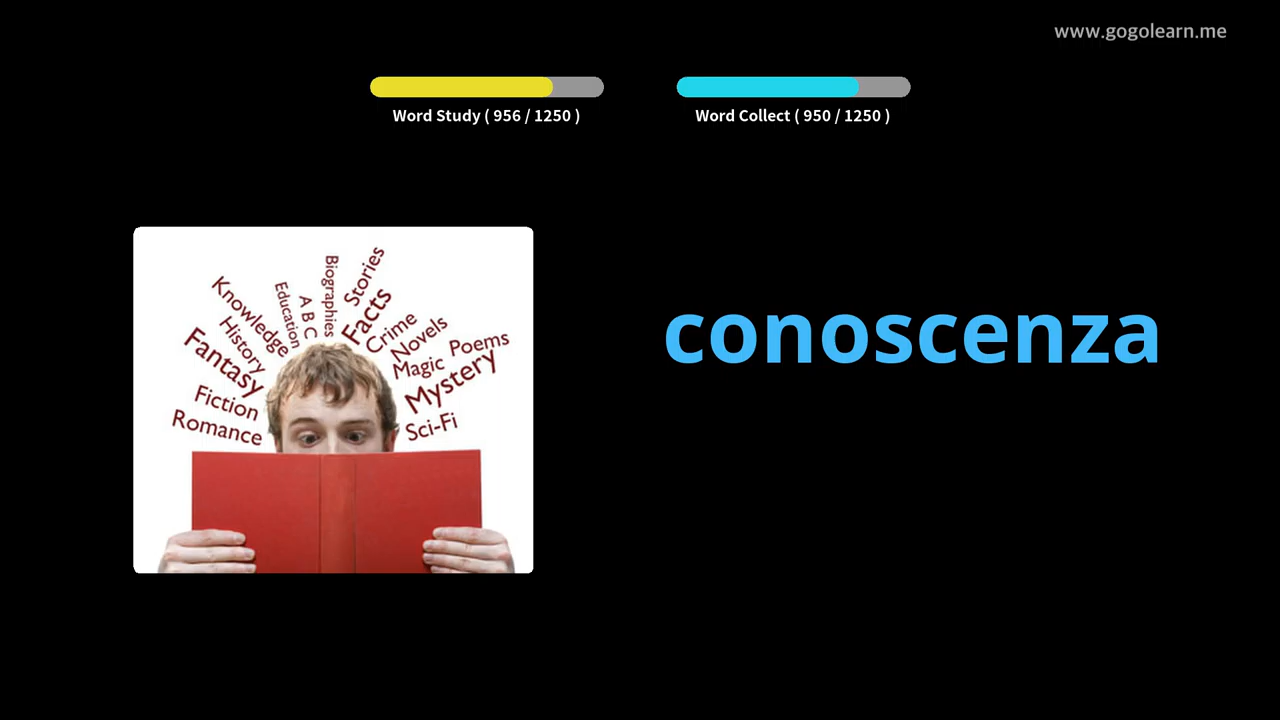 www.gogolearn.me
Word Study ( 956 / 1250 )
Word Collect ( 950 / 1250 )
conoscenza
Romance
Fiction
Fantasy
History
Knowledge
Education
A B C
Biographies
Stories
Facts
Crime
Novels
Magic
Poems
Mystery
Sci-Fi